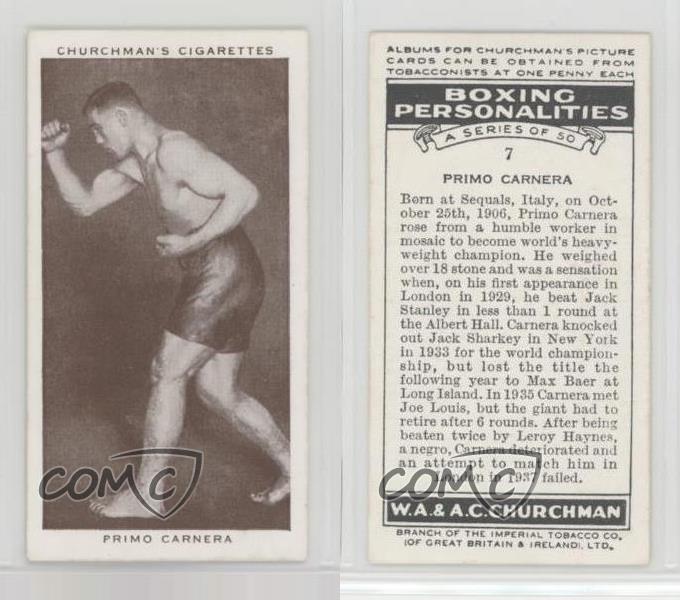 CHURCHMAN'S CIGARETTES
COMC
PRIMO CARNERA
ALBUMS FOR CHURCHMAN'S PICTURE
CARDS CAN BE OBTAINED FROM
TOBACCONISTS AT ONE PENNY EACH
BOXING
PERSONALITIES
A SERIES OF 50
7
PRIMO CARNERA
Born at Sequals, Italy, on Oct-
ober 25th, 1906, Primo Carnera
rose from a humble worker in
mosaic to become world's heavy-
weight champion. He weighed
over 18 stone and was a sensation
when, on his first appearance in
London in 1929, he beat Jack
Stanley in less than 1 round at
the Albert Hall. Carnera knocked
out Jack Sharkey in New York
in 1933 for the world champion-
ship, but lost the title the
following year to Max Baer at
Long Island. In 1935 Carnera met
Joe Louis, but the giant had to
retire after 6 rounds. After being
beaten twice by Leroy Haynes,
a negro, Carnera deteriorated and
an attempt to match him in
London in 1937 failed.
COMC
W.A. & A.C. CHURCHMAN
BRANCH OF THE IMPERIAL TOBACCO CO.
(OF GREAT BRITAIN & IRELAND), LTD.